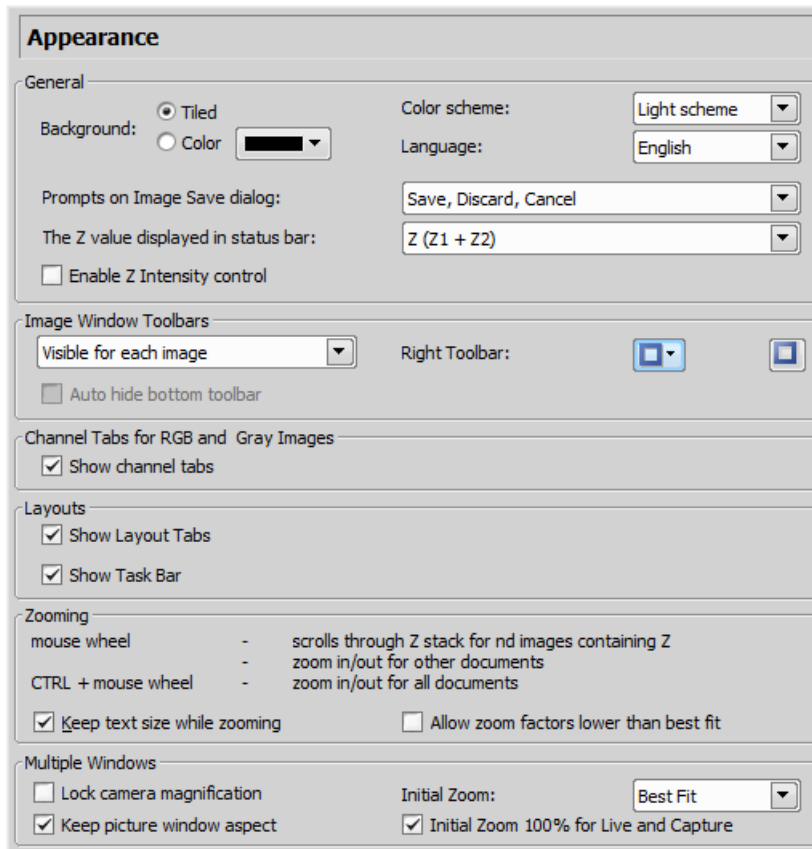 Appearance
General
Background:
Tiled
Color
Color scheme:
Light scheme
Language:
English
Prompts on Image Save dialog:
Save, Discard, Cancel
The Z value displayed in status bar:
Z (Z1 + Z2)
Enable Z Intensity control
Image Window Toolbars
Visible for each image
Right Toolbar:
Auto hide bottom toolbar
Channel Tabs for RGB and Gray Images
Show channel tabs
Layouts
Show Layout Tabs
Show Task Bar
Zooming
mouse wheel - scrolls through Z stack for nd images containing Z
- zoom in/out for other documents
CTRL + mouse wheel - zoom in/out for all documents
Keep text size while zooming
Allow zoom factors lower than best fit
Multiple Windows
Lock camera magnification
Initial Zoom:
Best Fit
Keep picture window aspect
Initial Zoom 100% for Live and Capture